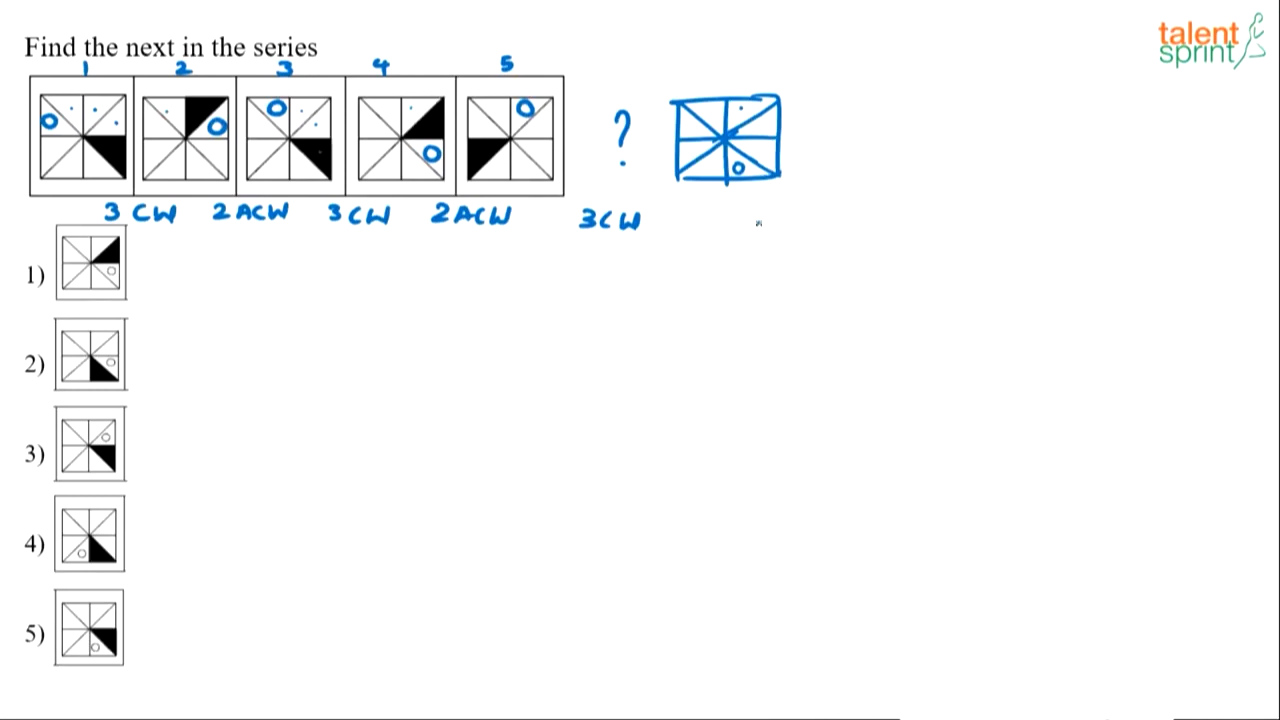 talent
sprint
Find the next in the series
1 2 3 4 5
?
3 CW 2 ACW 3 CW 2 ACW 3 CW
1)
2)
3)
4)
5)